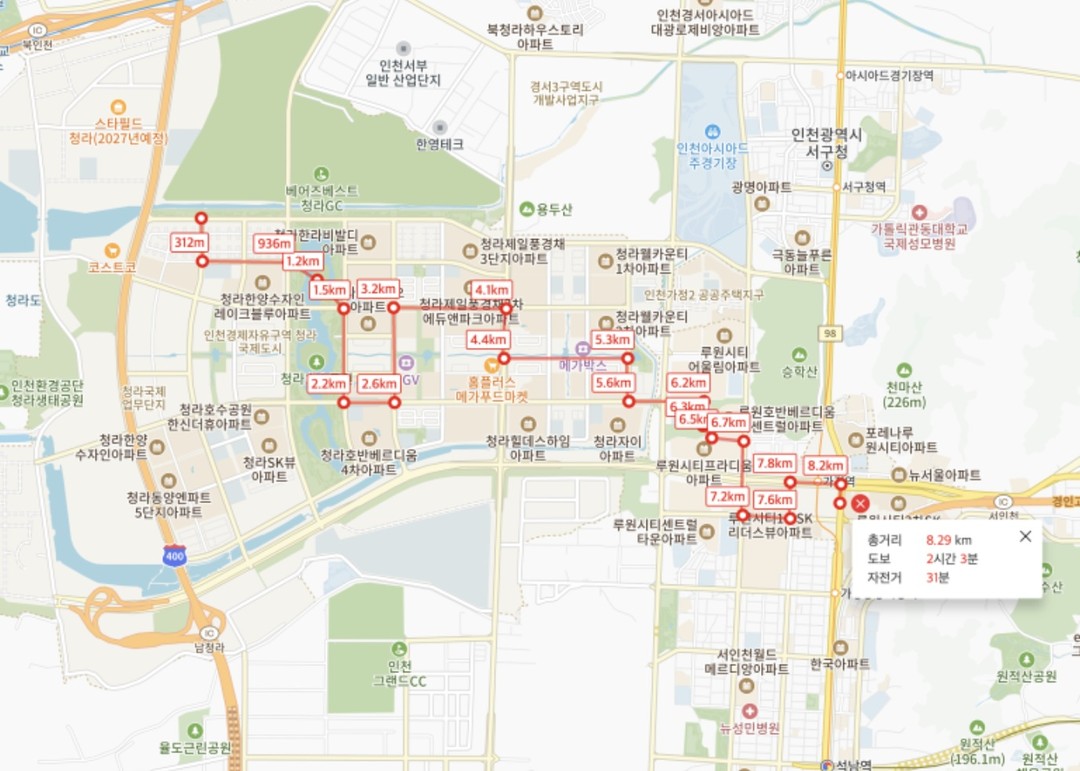 IC
북인천
북청라하우스토리
아파트
인천경서아시아드
대광로제비앙아파트
인천서부
일반 산업단지
경서3구역도시
개발사업지구
아시아드경기장역
스타필드
청라(2027년예정)
한영테크
인천아시아드
주경기장
인천광역시
서구청
광명아파트
서구청역
베어즈베스트
청라GC
용두산
가톨릭관동대학교
국제성모병원
312m
936m
1.2km
청라한라비발디
아파트
청라제일풍경채
3단지아파트
청라웰카운티
1차아파트
극동늘푸른
아파트
코스트코
청라도
청라한양수자인
레이크블루아파트
1.5km
3.2km
4.1km
아파트
에듀앤파크아파트
인천가정2 공공주택지구
청라웰카운티
인천경제자유구역 청라
국제도시
4.4km
5.3km
메가박스
98
루원시티
어울림아파트
승학산
천마산
(226m)
인천환경공단
청라생태공원
청라국제
업무단지
2.2km
2.6km
GV
홈플러스
메가푸드마켓
5.6km
6.2km
6.3km
6.5km
6.7km
루원호반베르디움
센트럴아파트
청라호수공원
한신더휴아파트
청라한양
수자인아파트
청라SK뷰
아파트
청라호반베르디움
4차아파트
청라힐데스하임
아파트
청라자이
아파트
포레나루
원시티아파트
루원시티프라디움
아파트
7.8km
8.2km
뉴서울아파트
청라동양엔파트
5단지아파트
7.2km
7.6km
IC
서인천
경인고
루원시티센트럴
타운아파트
리더스뷰아파트
총거리 8.29 km
도보 2시간 3분
자전거 31분
400
IC
남청라
인천
그랜드CC
서인천월드
메르디앙아파트
한국아파트
원적산공원
뉴성민병원
율도근린공원
원적산
(196.1m)
원적산
석남역